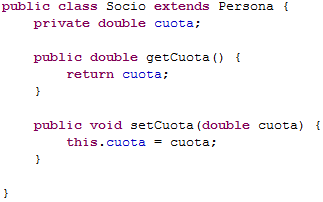 public class Socio extends Persona {
    private double cuota;

    public double getCuota() {
        return cuota;
    }

    public void setCuota(double cuota) {
        this.cuota = cuota;
    }

}